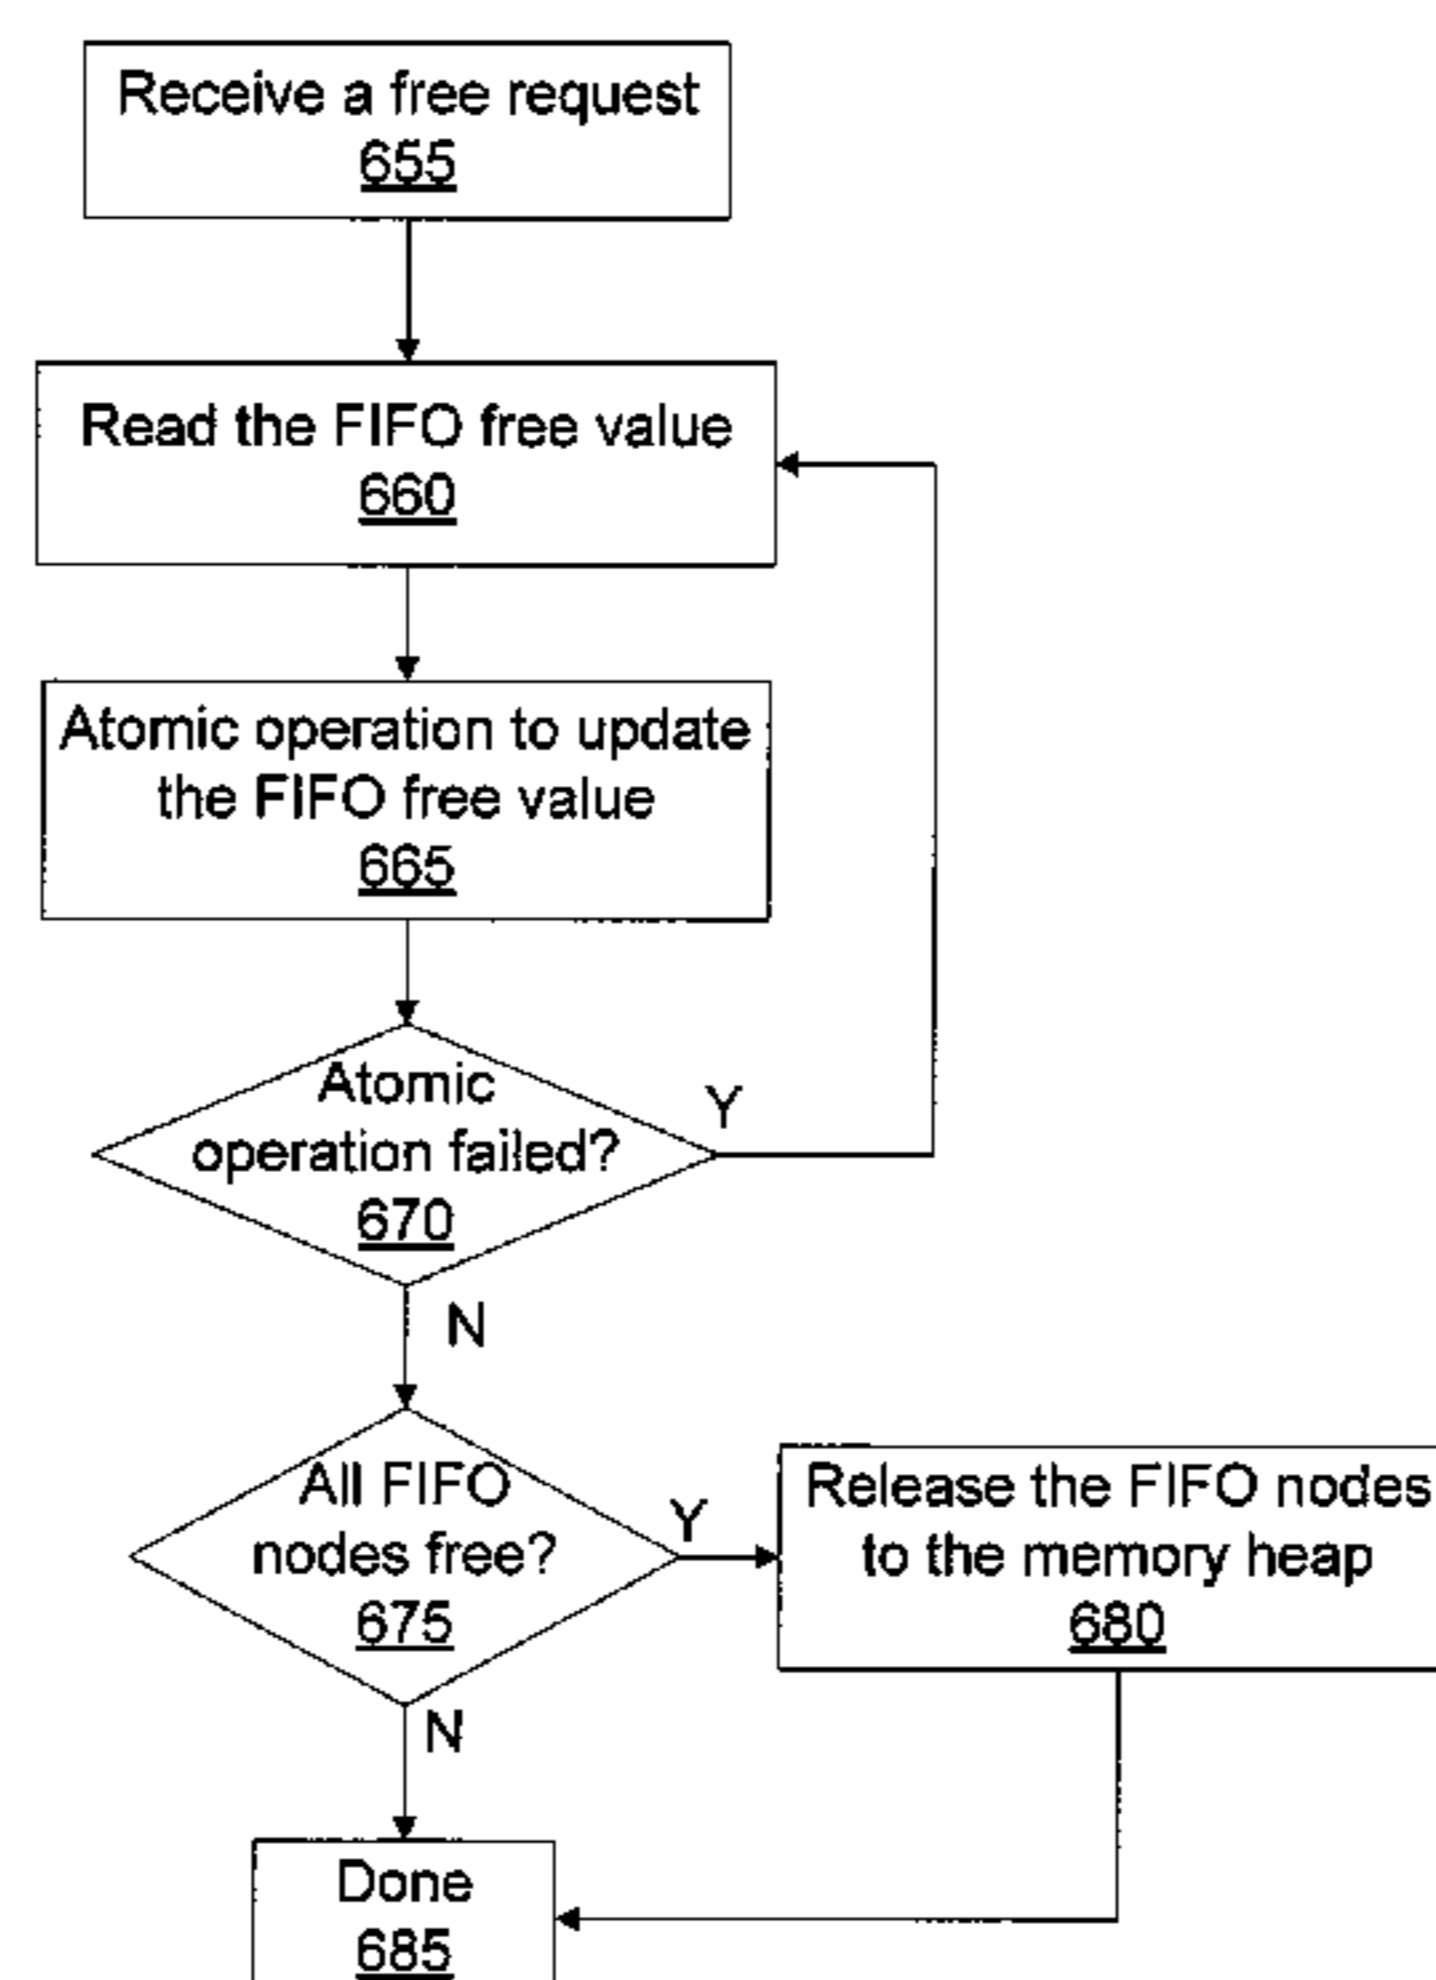 Receive a free request
655
Read the FIFO free value
660
Atomic operation to update
the FIFO free value
665
Atomic
operation failed?
670
Y
N
All FIFO
nodes free?
675
Y
Release the FIFO nodes
to the memory heap
680
N
Done
685